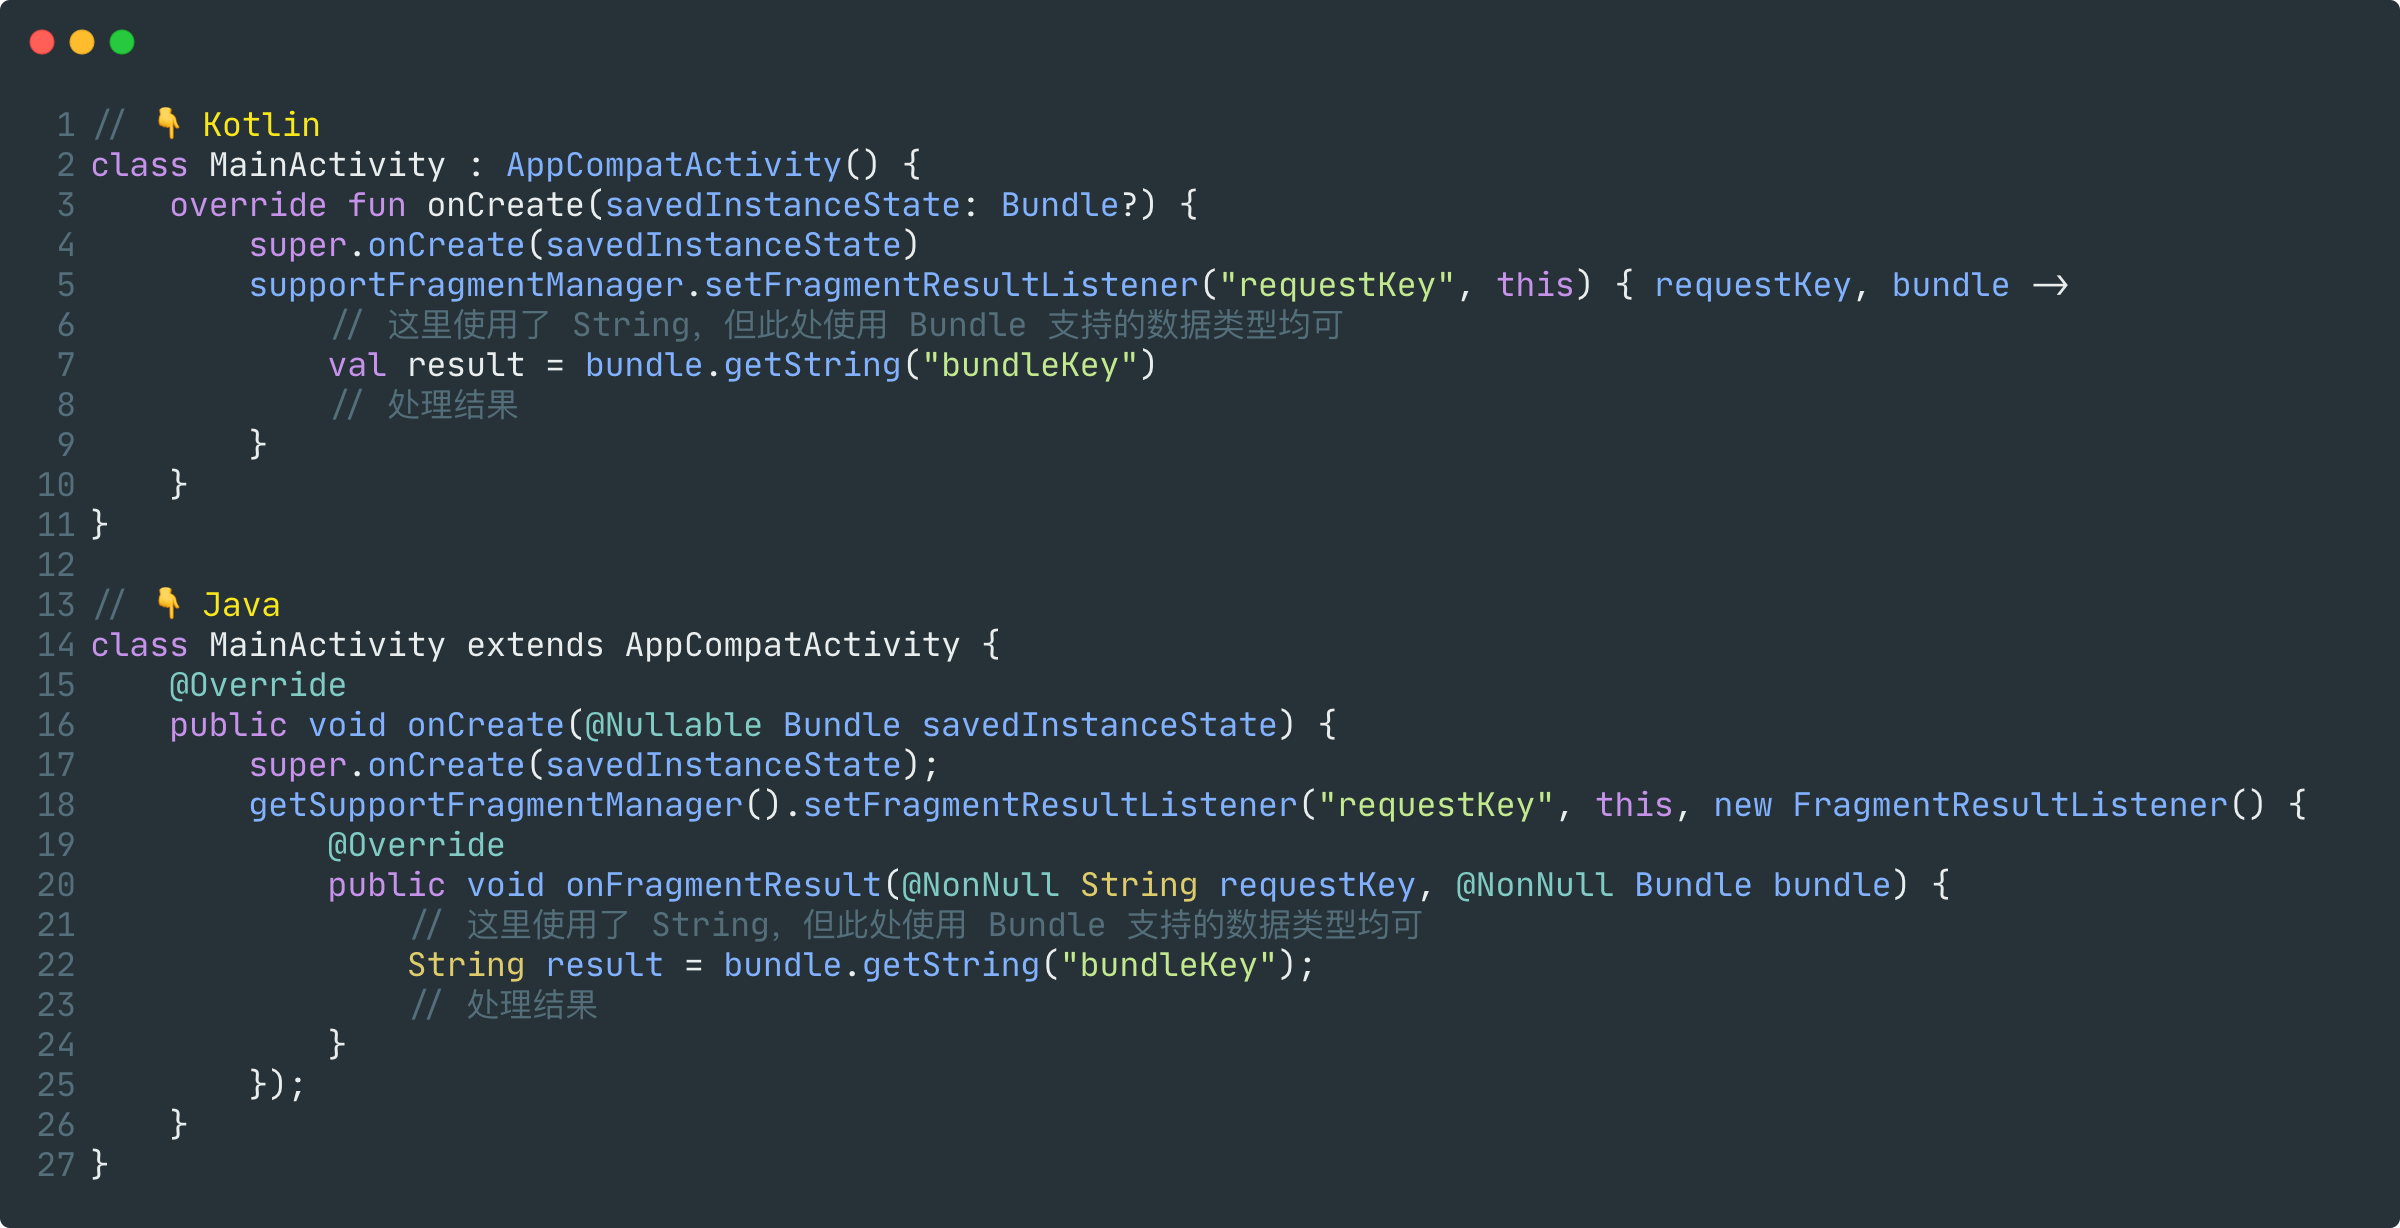 1 // 👇 Kotlin
2 class MainActivity : AppCompatActivity() {
3     override fun onCreate(savedInstanceState: Bundle?) {
4         super.onCreate(savedInstanceState)
5         supportFragmentManager.setFragmentResultListener("requestKey", this) { requestKey, bundle ->
6             // 这里使用了 String，但此处使用 Bundle 支持的数据类型均可
7             val result = bundle.getString("bundleKey")
8             // 处理结果
9         }
10     }
11 }
12
13 // 👇 Java
14 class MainActivity extends AppCompatActivity {
15     @Override
16     public void onCreate(@Nullable Bundle savedInstanceState) {
17         super.onCreate(savedInstanceState);
18         getSupportFragmentManager().setFragmentResultListener("requestKey", this, new FragmentResultListener() {
19             @Override
20             public void onFragmentResult(@NonNull String requestKey, @NonNull Bundle bundle) {
21                 // 这里使用了 String，但此处使用 Bundle 支持的数据类型均可
22                 String result = bundle.getString("bundleKey");
23                 // 处理结果
24             }
25         });
26     }
27 }